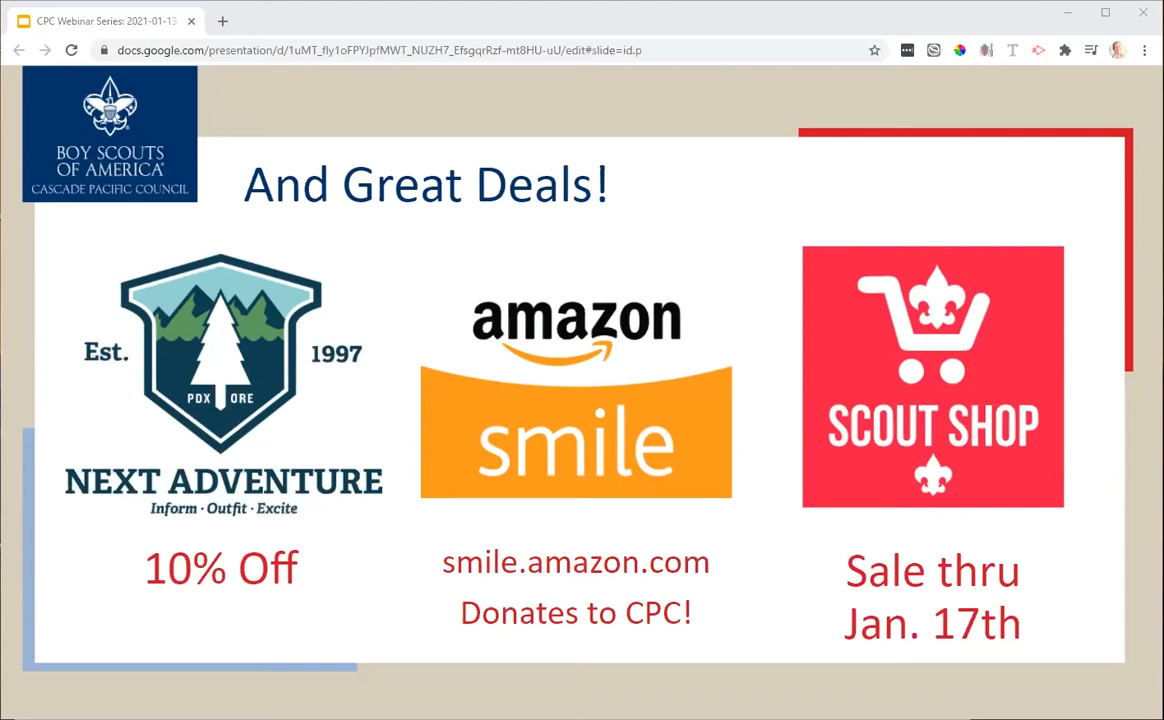 CPC Webinar Series: 2021-01-13
docs.google.com/presentation/d/1uMT_fIy1oFPYJpfMWT_NUZH7_EfsgqrRzf-mt8HU-uU/edit#slide=id.p
BOY SCOUTS
OF AMERICA
CASCADE PACIFIC COUNCIL
And Great Deals!
Est. 1997
PDX ORE
NEXT ADVENTURE
Inform · Outfit · Excite
10% Off
amazon
smile
smile.amazon.com
Donates to CPC!
SCOUT SHOP
Sale thru
Jan. 17th